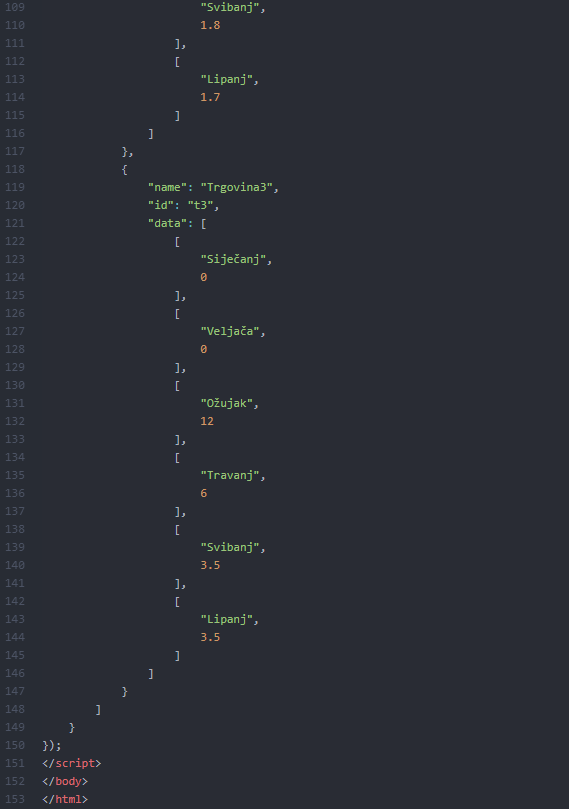 109 "Svibanj",
110 1.8
111 ],
112 [
113 "Lipanj",
114 1.7
115 ]
116 ]
117 },
118 {
119 "name": "Trgovina3",
120 "id": "t3",
121 "data": [
122 [
123 "Siječanj",
124 0
125 ],
126 [
127 "Veljača",
128 0
129 ],
130 [
131 "Ožujak",
132 12
133 ],
134 [
135 "Travanj",
136 6
137 ],
138 [
139 "Svibanj",
140 3.5
141 ],
142 [
143 "Lipanj",
144 3.5
145 ]
146 ]
147 }
148 ]
149 }
150 });
151 </script>
152 </body>
153 </html>